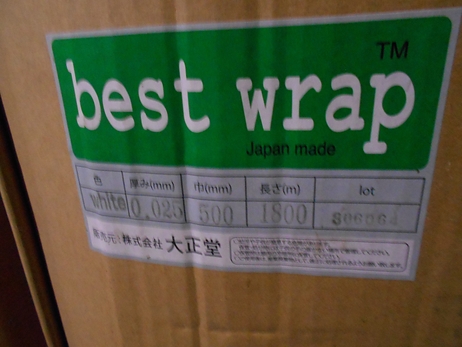 best wrap
TM
Japan made
色 厚み(mm) 巾(mm) 長さ(m) lot
white 0.025 500 1800
発売元: 株式会社 大正堂